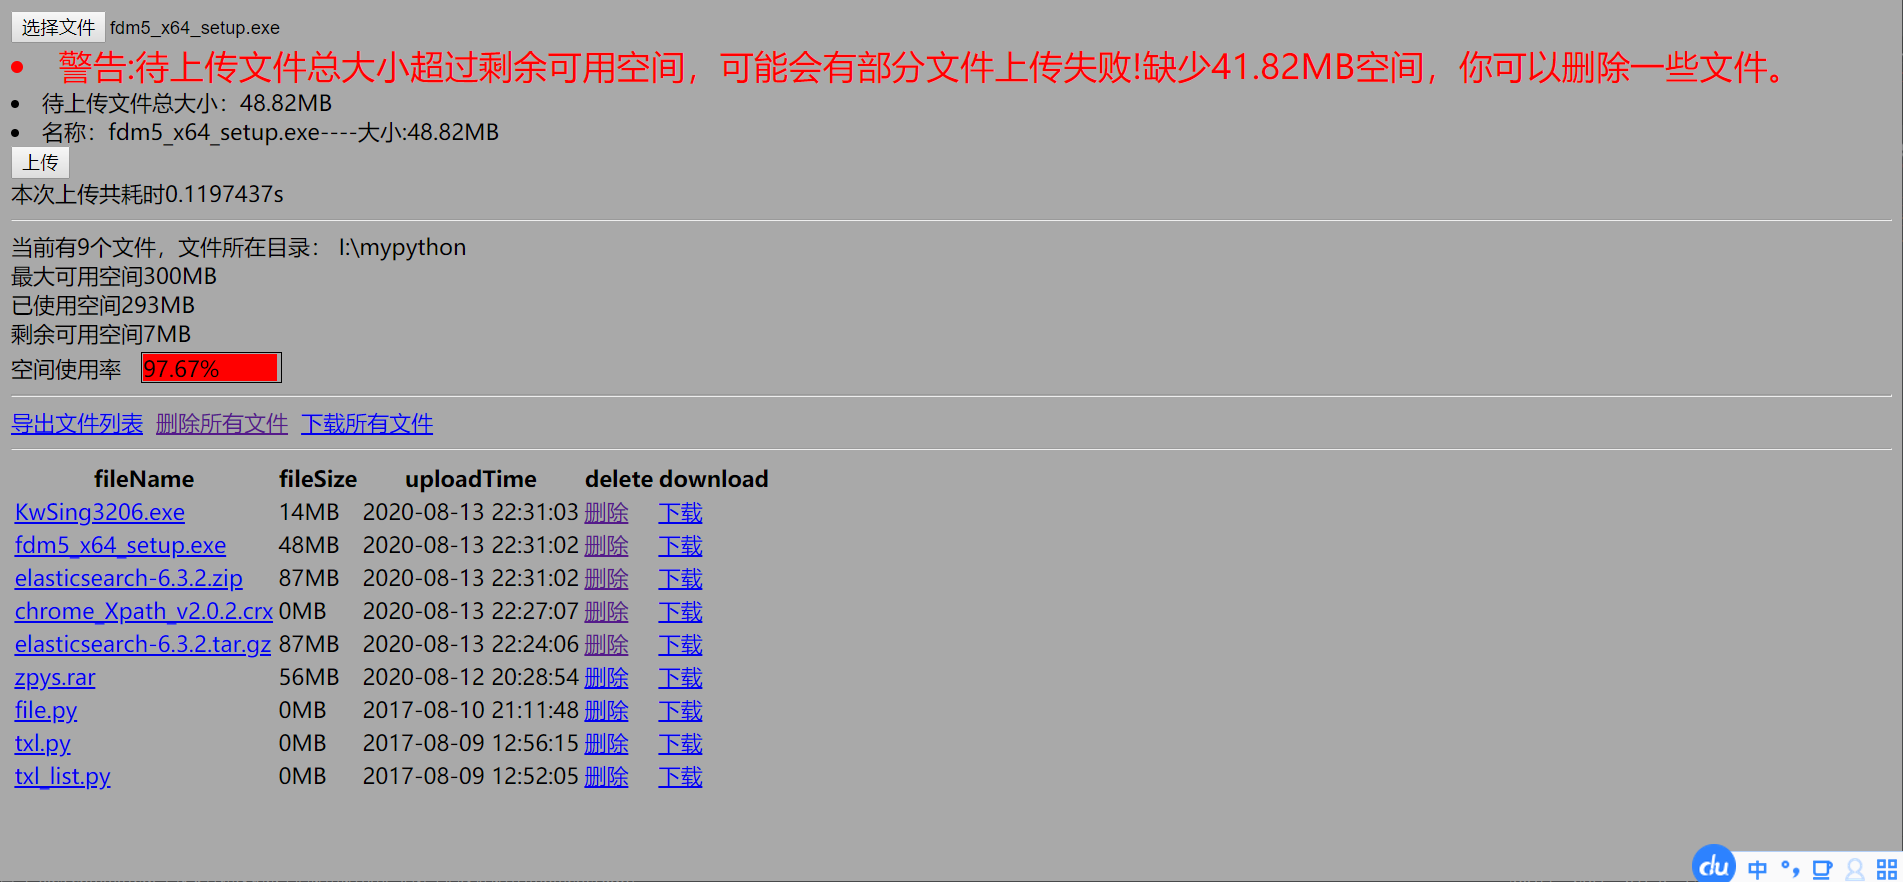 选择文件 fdm5_x64_setup.exe
警告:待上传文件总大小超过剩余可用空间，可能会有部分文件上传失败!缺少41.82MB空间，你可以删除一些文件。
待上传文件总大小：48.82MB
名称：fdm5_x64_setup.exe----大小:48.82MB
上传
本次上传共耗时0.1197437s
当前有9个文件，文件所在目录： I:\mypython
最大可用空间300MB
已使用空间293MB
剩余可用空间7MB
空间使用率 97.67%
导出文件列表 删除所有文件 下载所有文件
fileName fileSize uploadTime delete download
KwSing3206.exe 14MB 2020-08-13 22:31:03 删除 下载
fdm5_x64_setup.exe 48MB 2020-08-13 22:31:02 删除 下载
elasticsearch-6.3.2.zip 87MB 2020-08-13 22:31:02 删除 下载
chrome_Xpath_v2.0.2.crx 0MB 2020-08-13 22:27:07 删除 下载
elasticsearch-6.3.2.tar.gz 87MB 2020-08-13 22:24:06 删除 下载
zpys.rar 56MB 2020-08-12 20:28:54 删除 下载
file.py 0MB 2017-08-10 21:11:48 删除 下载
txl.py 0MB 2017-08-09 12:56:15 删除 下载
txl_list.py 0MB 2017-08-09 12:52:05 删除 下载
du 中